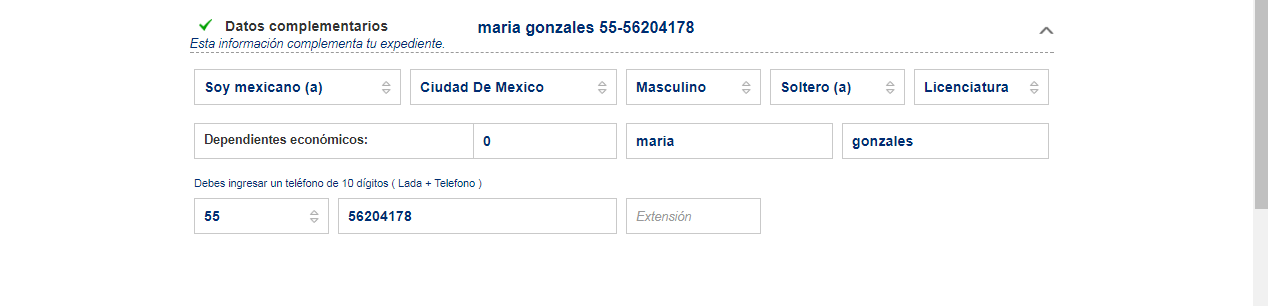 Datos complementarios maria gonzales 55-56204178
Esta información complementa tu expediente.
Soy mexicano (a) Ciudad De Mexico Masculino Soltero (a) Licenciatura
Dependientes económicos: 0 maria gonzales
Debes ingresar un teléfono de 10 dígitos ( Lada + Telefono )
55 56204178 Extensión